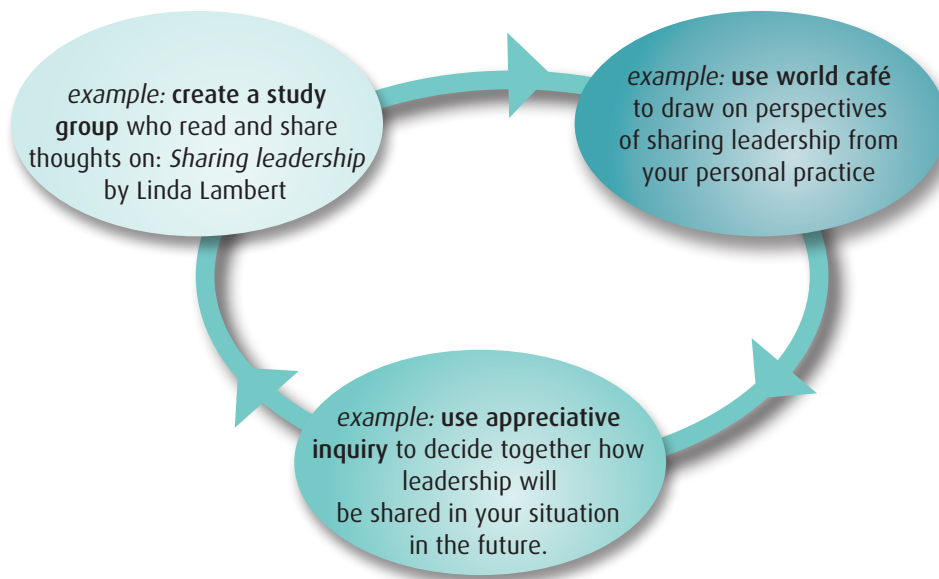 example: create a study
group who read and share
thoughts on: Sharing leadership
by Linda Lambert
example: use world café
to draw on perspectives
of sharing leadership from
your personal practice
example: use appreciative
inquiry to decide together how
leadership will
be shared in your situation
in the future.